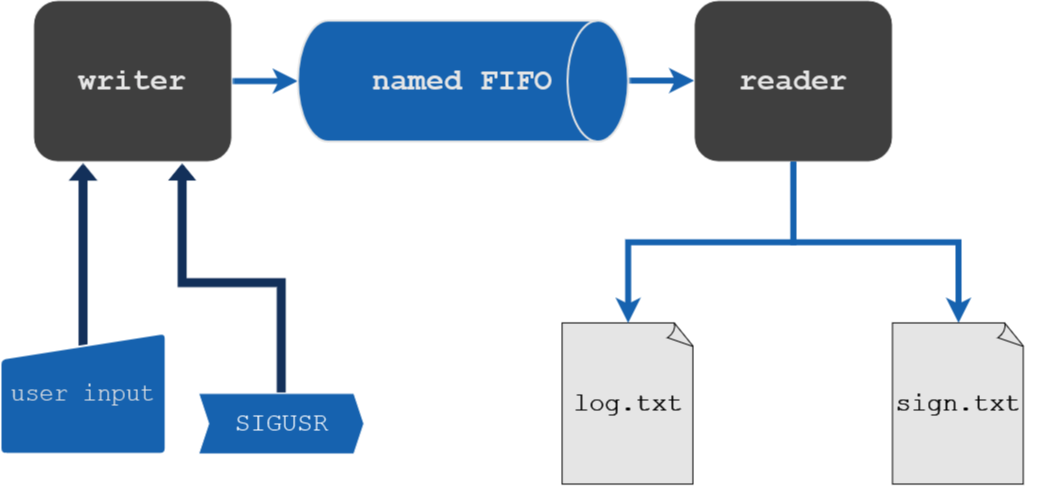 writer
named FIFO
reader
user input
SIGUSR
log.txt
sign.txt